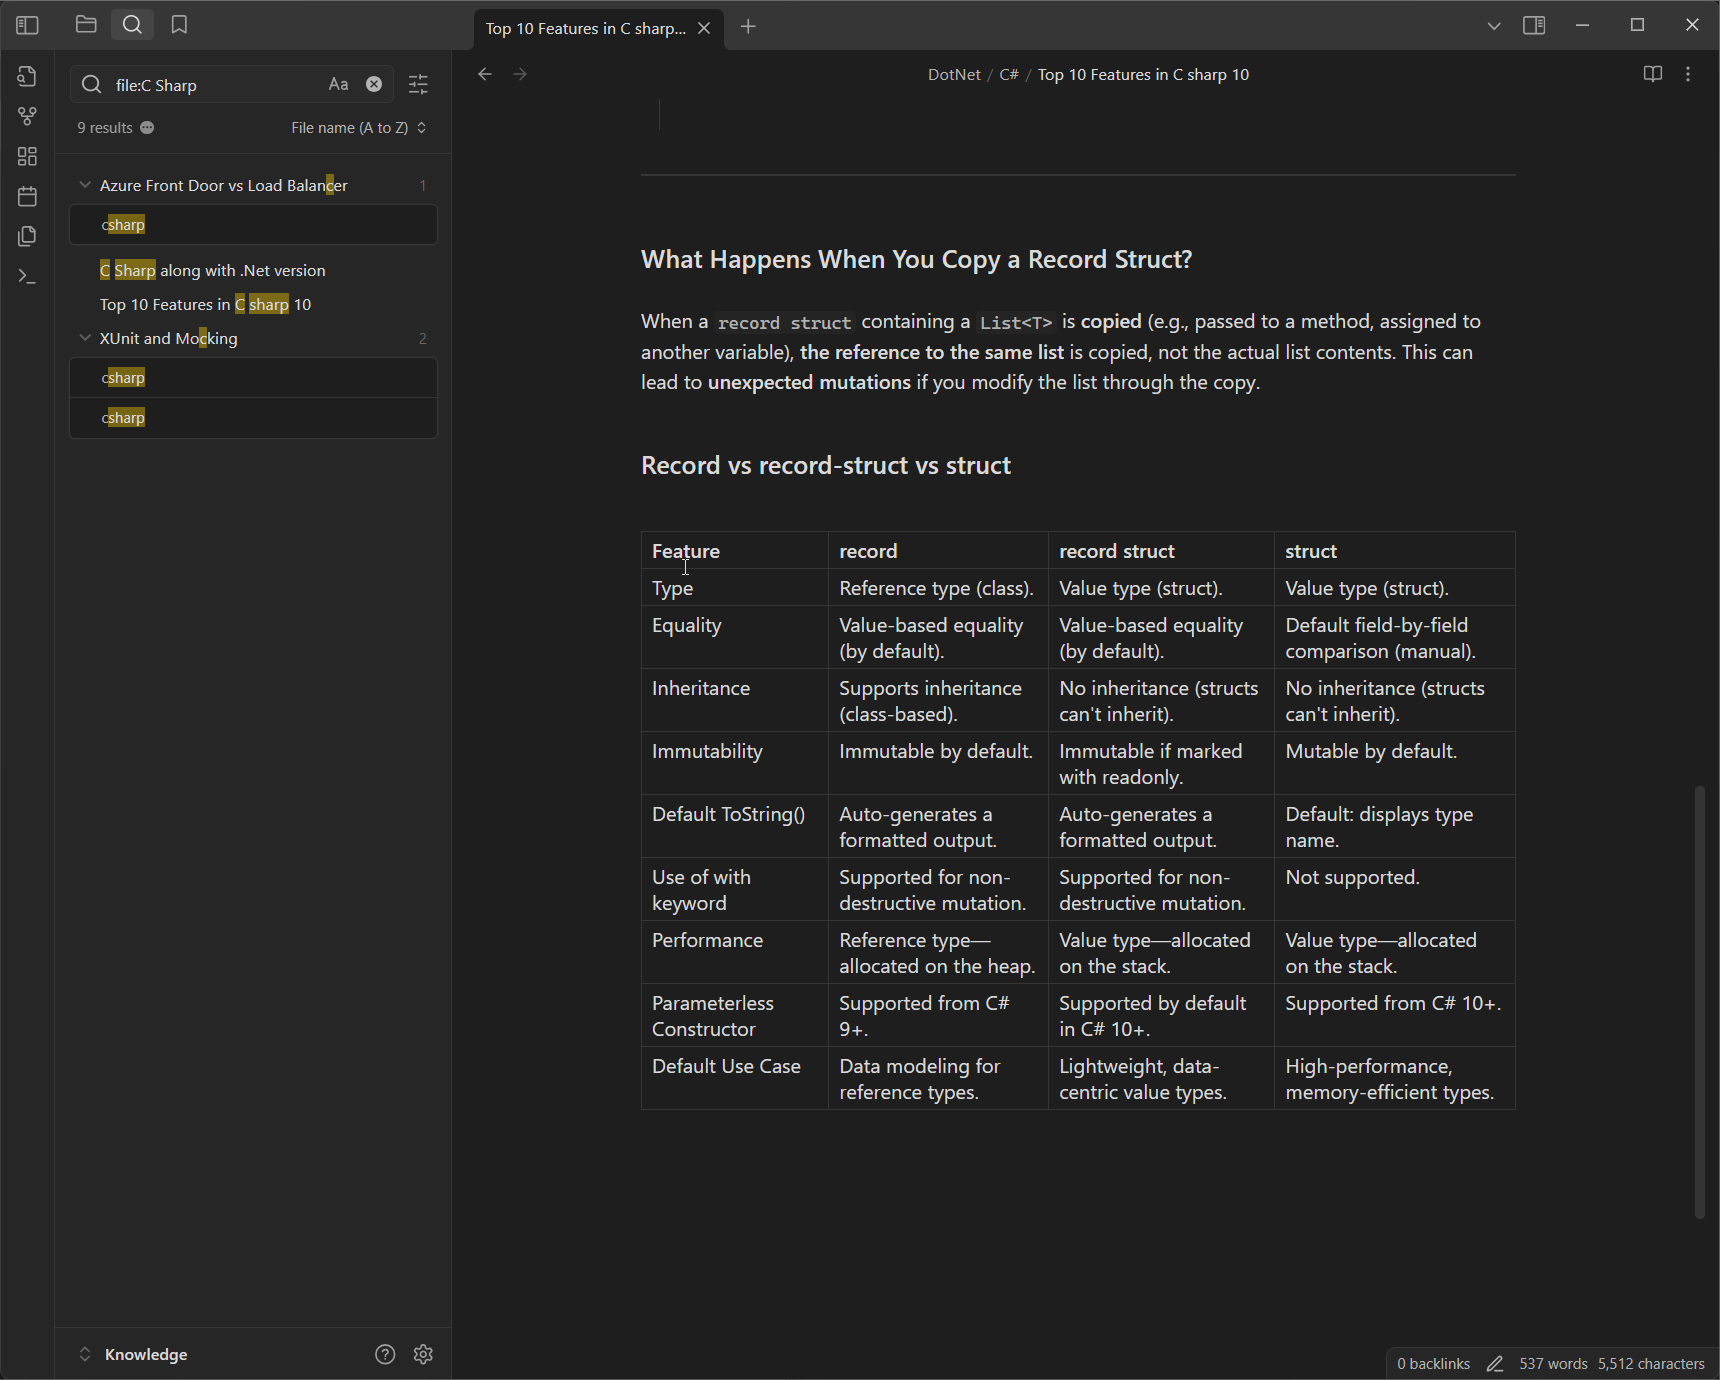 Top 10 Features in C sharp...
file:C Sharp
Aa
9 results
File name (A to Z)
Azure Front Door vs Load Balancer 1
csharp
C Sharp along with .Net version
Top 10 Features in C sharp 10
XUnit and Mocking 2
csharp
csharp
Knowledge
DotNet / C# / Top 10 Features in C sharp 10
What Happens When You Copy a Record Struct?
When a record struct containing a List<T> is copied (e.g., passed to a method, assigned to
another variable), the reference to the same list is copied, not the actual list contents. This can
lead to unexpected mutations if you modify the list through the copy.
Record vs record-struct vs struct
Feature record record struct struct
Type Reference type (class). Value type (struct). Value type (struct).
Equality Value-based equality Value-based equality Default field-by-field
(by default). (by default). comparison (manual).
Inheritance Supports inheritance No inheritance (structs No inheritance (structs
(class-based). can't inherit). can't inherit).
Immutability Immutable by default. Immutable if marked Mutable by default.
with readonly.
Default ToString() Auto-generates a Auto-generates a Default: displays type
formatted output. formatted output. name.
Use of with Supported for non- Supported for non- Not supported.
keyword destructive mutation. destructive mutation.
Performance Reference type— Value type—allocated Value type—allocated
allocated on the heap. on the stack. on the stack.
Parameterless Supported from C# Supported by default Supported from C# 10+.
Constructor 9+. in C# 10+.
Default Use Case Data modeling for Lightweight, data- High-performance,
reference types. centric value types. memory-efficient types.
0 backlinks 537 words 5,512 characters